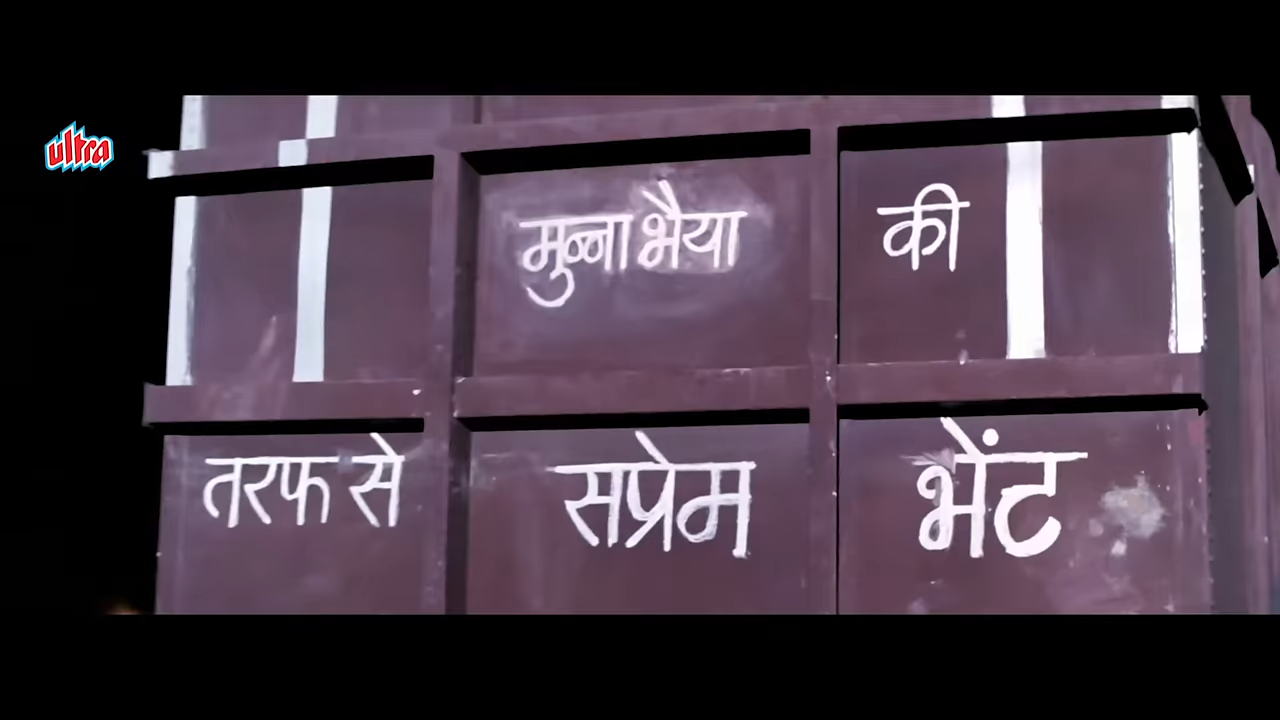 ultra
मुन्ना भैया की
तरफ से सप्रेम भेंट